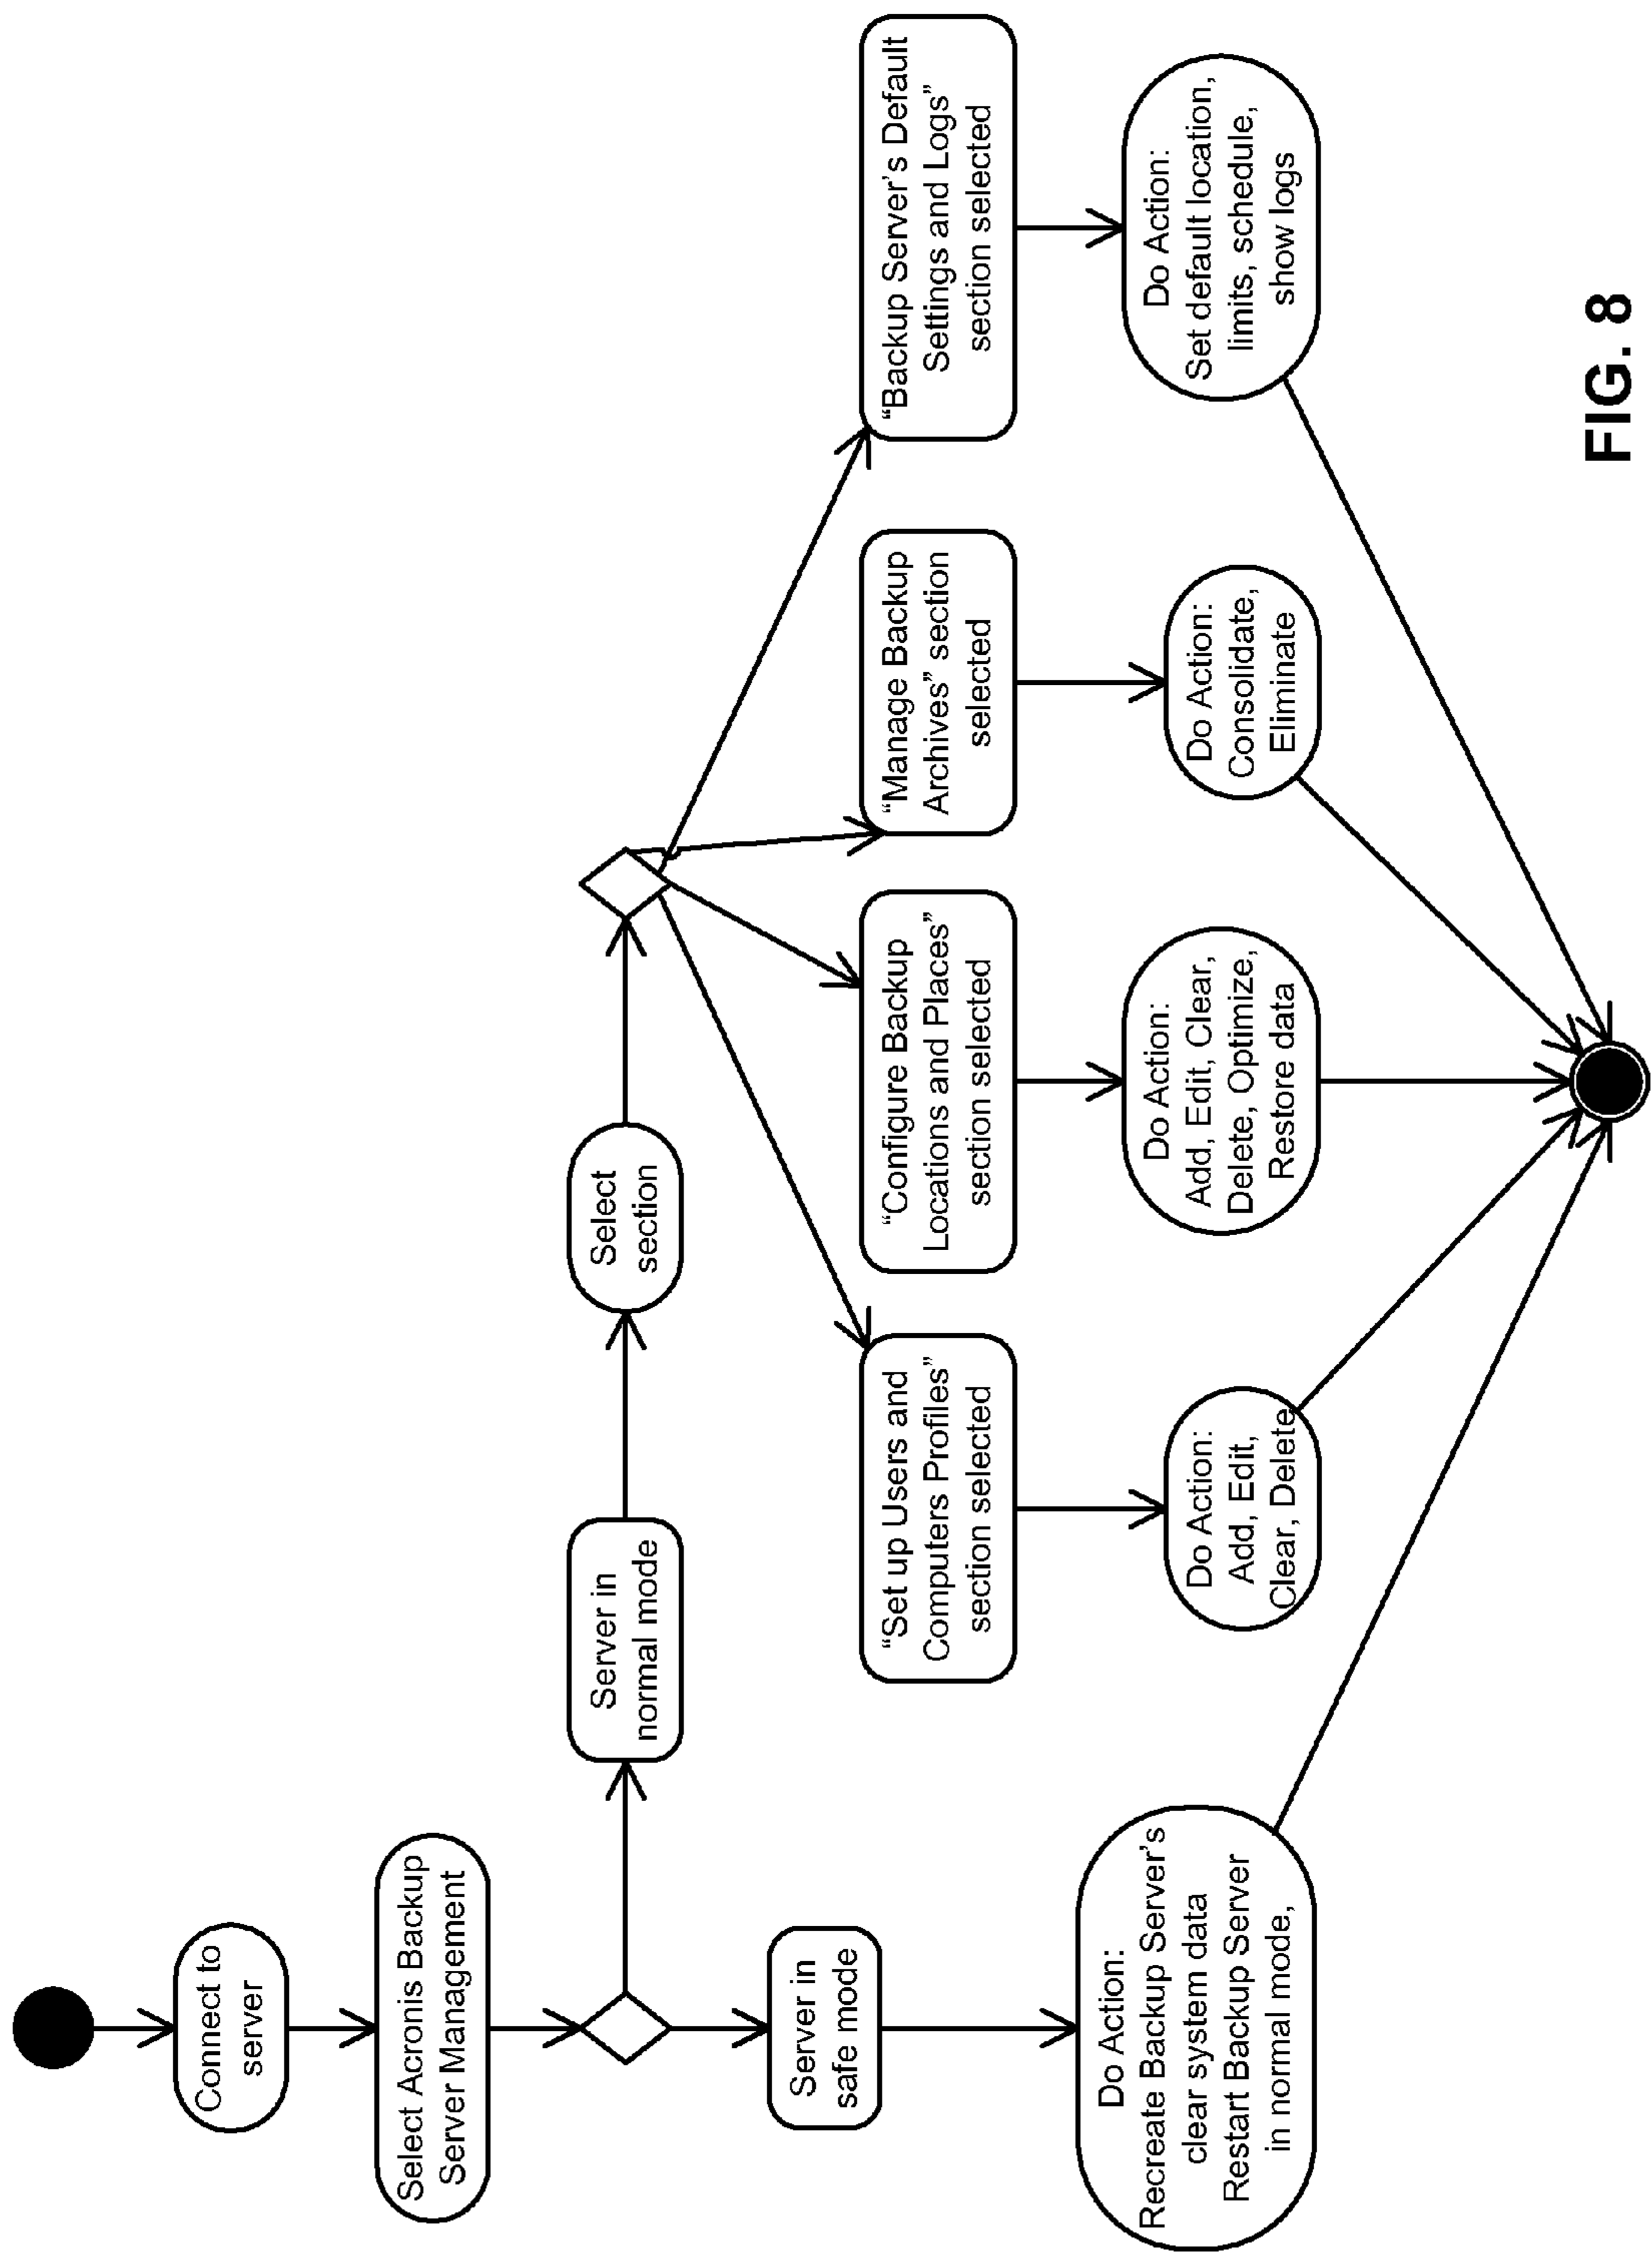 Connect to
server
Select Acronis Backup
Server Management
Server in
normal mode
Select
section
Server in
safe mode
“Set up Users and
Computers Profiles”
section selected
“Configure Backup
Locations and Places”
section selected
“Manage Backup
Archives” section
selected
“Backup Server’s Default
Settings and Logs”
section selected
Do Action:
Recreate Backup Server’s
clear system data
Restart Backup Server
in normal mode,
Do Action:
Add, Edit,
Clear, Delete
Do Action:
Add, Edit, Clear,
Delete, Optimize,
Restore data
Do Action:
Consolidate,
Eliminate
Do Action:
Set default location,
limits, schedule,
show logs
FIG. 8